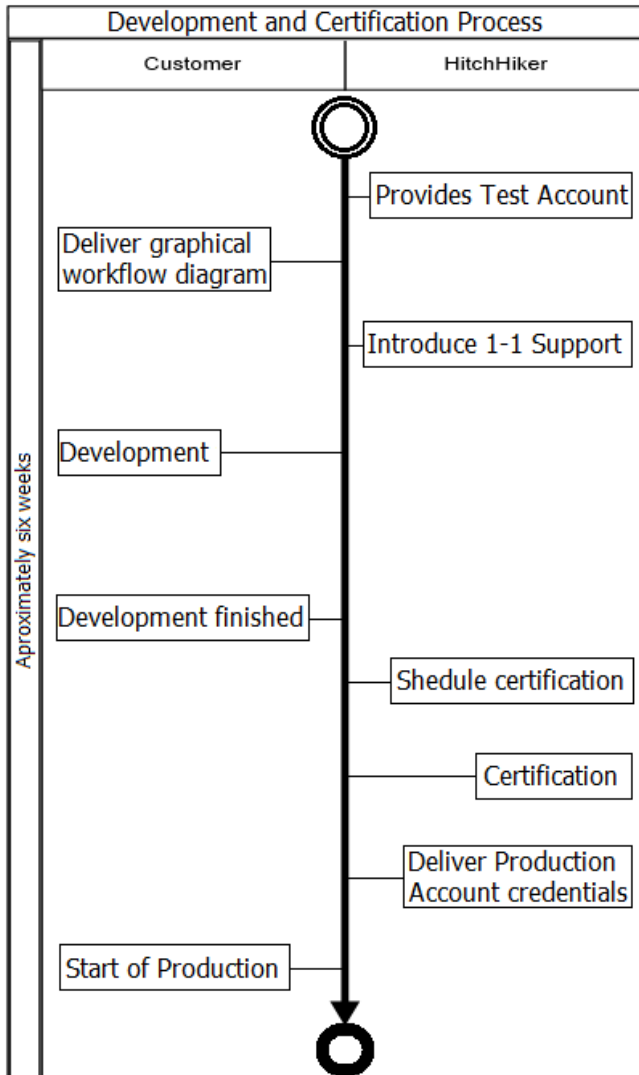 Development and Certification Process
Customer
HitchHiker
Aproximately six weeks
Provides Test Account
Deliver graphical
workflow diagram
Introduce 1-1 Support
Development
Development finished
Shedule certification
Certification
Deliver Production
Account credentials
Start of Production